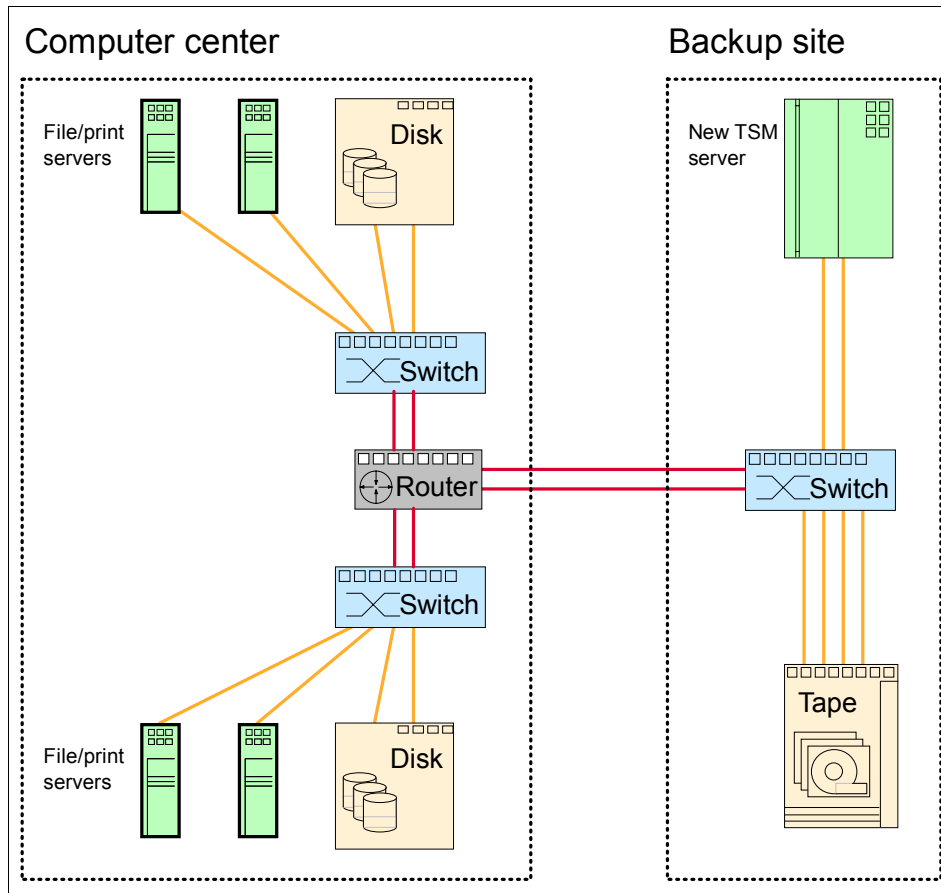 Computer center
Backup site
File/print
servers
Disk
New TSM
server
Switch
Router
Switch
Switch
File/print
servers
Disk
Tape